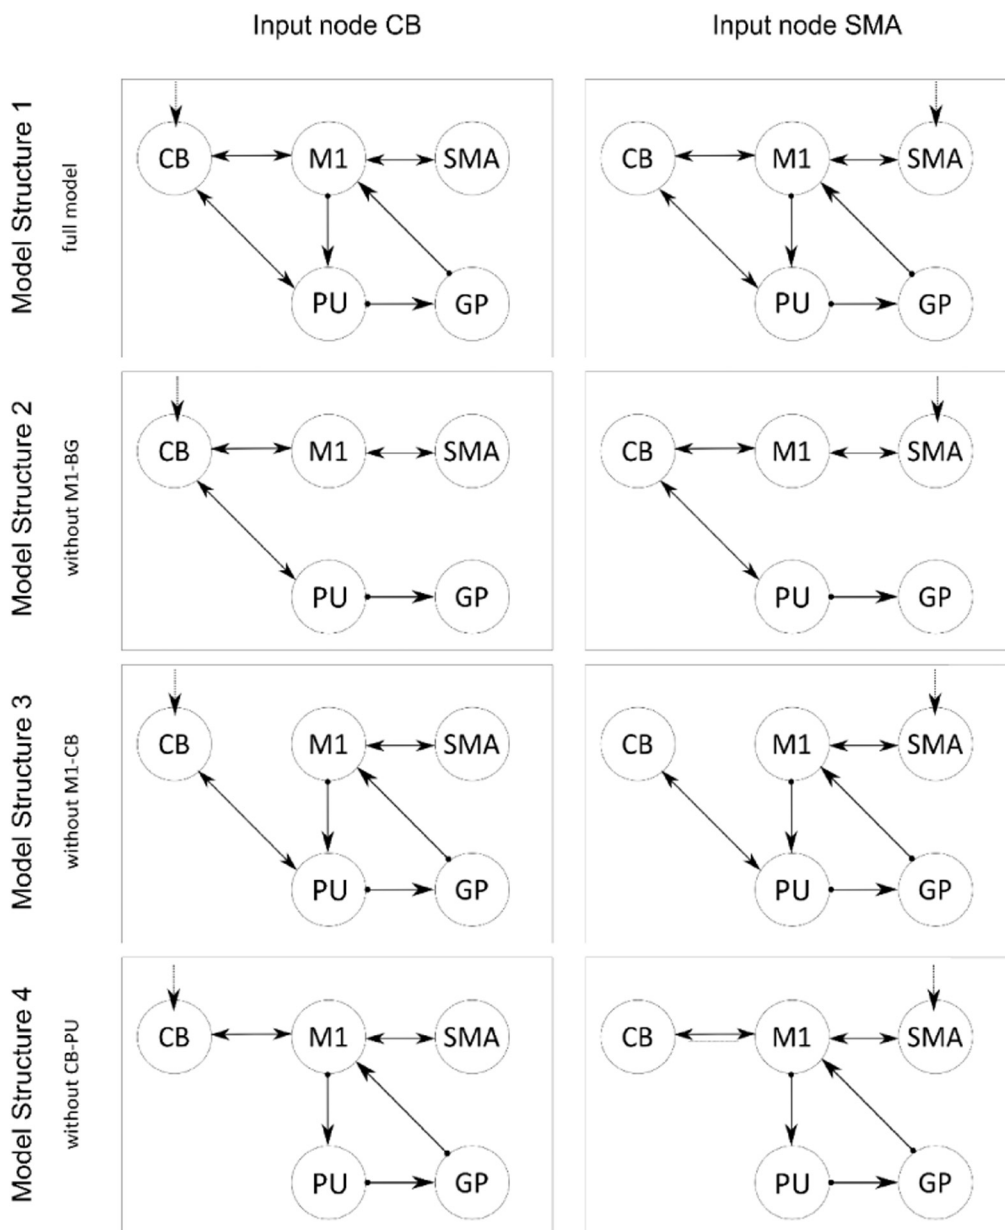 Input node CB
Input node SMA
Model Structure 1
full model
CB
M1
SMA
PU
GP
CB
M1
SMA
PU
GP
Model Structure 2
without M1-BG
CB
M1
SMA
PU
GP
CB
M1
SMA
PU
GP
Model Structure 3
without M1-CB
CB
M1
SMA
PU
GP
CB
M1
SMA
PU
GP
Model Structure 4
without CB-PU
CB
M1
SMA
PU
GP
CB
M1
SMA
PU
GP